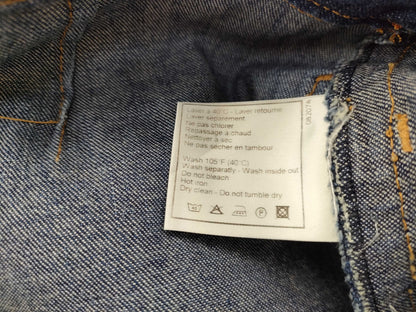 Laver à 40°C - Laver retourné
Laver séparement
Ne pas chlorer
Repassage à chaud
Nettoyer à sec
Ne pas sécher en tambour
Wash 105°F (40°C)
Wash separatly - Wash inside out
Do not bleach
Hot iron
Dry clean - Do not tumble dry